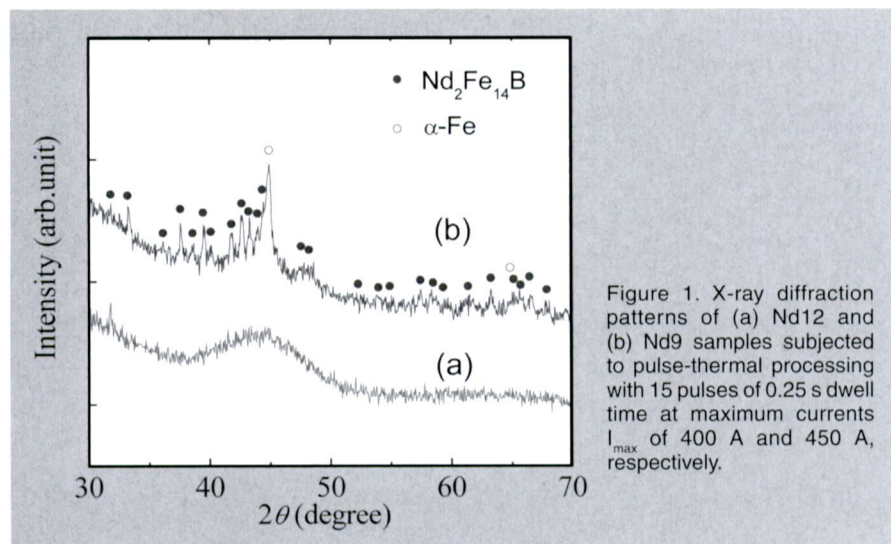 Nd₂Fe₁₄B
α-Fe
(b)
(a)
Intensity (arb.unit)
30
40
50
60
70
2θ (degree)
Figure 1. X-ray diffraction
patterns of (a) Nd12 and
(b) Nd9 samples subjected
to pulse-thermal processing
with 15 pulses of 0.25 s dwell
time at maximum currents
Iₘₐₓ of 400 A and 450 A,
respectively.